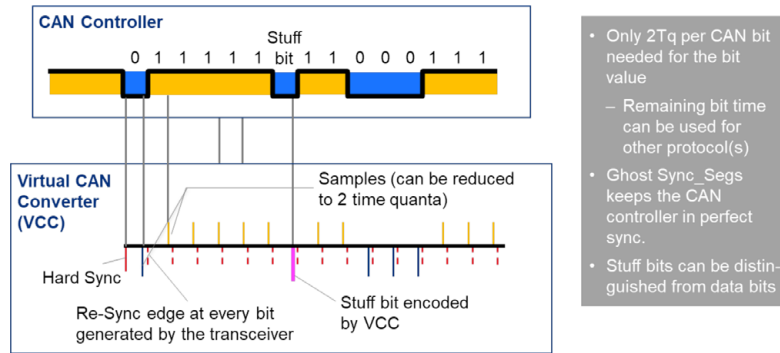 CAN Controller
Stuff
bit
0 1 1 1 1 1 1 1 0 0 0 1 1 1
Virtual CAN
Converter
(VCC)
Samples (can be reduced
to 2 time quanta)
Hard Sync
Re-Sync edge at every bit
generated by the transceiver
Stuff bit encoded
by VCC
• Only 2Tq per CAN bit
needed for the bit
value
– Remaining bit time
can be used for
other protocol(s)
• Ghost Sync_Segs
keeps the CAN
controller in perfect
sync.
• Stuff bits can be distin-
guished from data bits